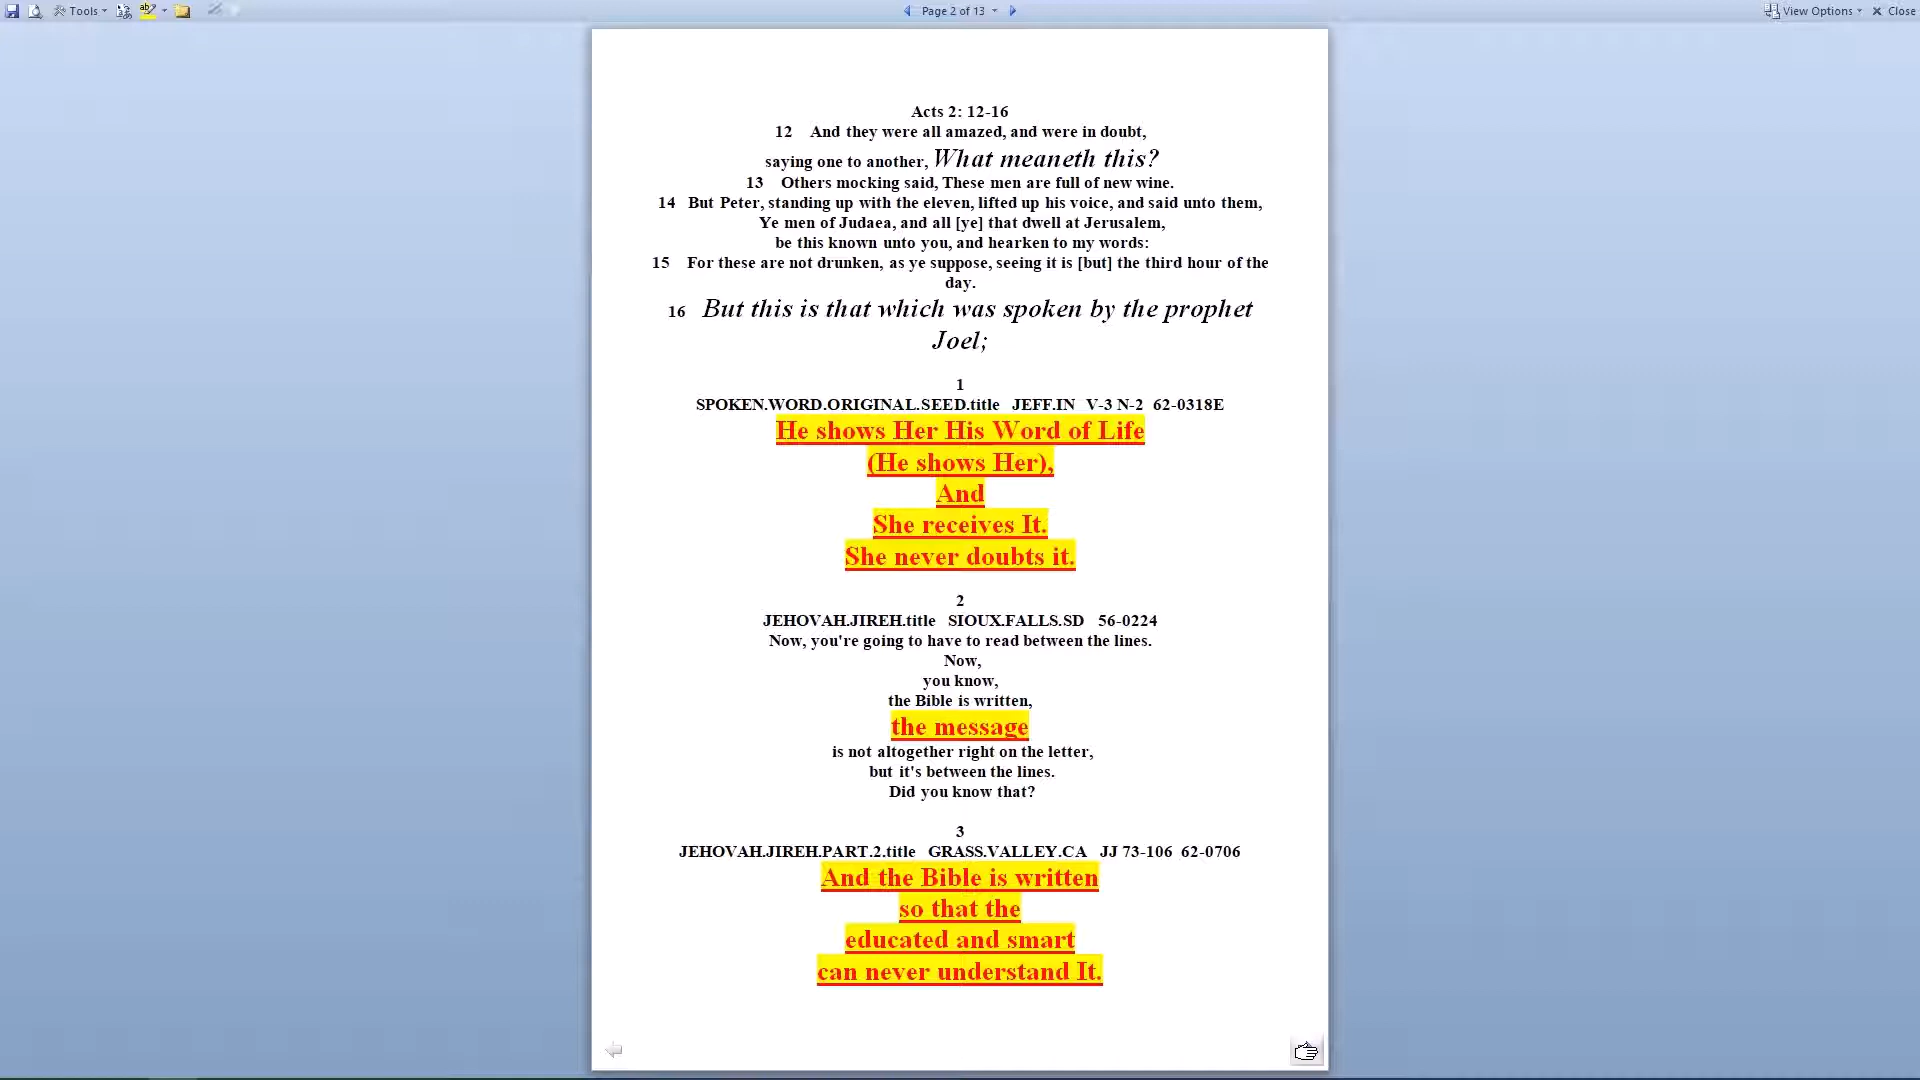 Tools
Page 2 of 13
View Options
Close
Acts 2: 12-16
12 And they were all amazed, and were in doubt,
saying one to another, What meaneth this?
13 Others mocking said, These men are full of new wine.
14 But Peter, standing up with the eleven, lifted up his voice, and said unto them,
Ye men of Judaea, and all [ye] that dwell at Jerusalem,
be this known unto you, and hearken to my words:
15 For these are not drunken, as ye suppose, seeing it is [but] the third hour of the
day.
16 But this is that which was spoken by the prophet
Joel;
1
SPOKEN.WORD.ORIGINAL.SEED.title JEFF.IN V-3 N-2 62-0318E
He shows Her His Word of Life
(He shows Her),
And
She receives It.
She never doubts it.
2
JEHOVAH.JIREH.title SIOUX.FALLS.SD 56-0224
Now, you're going to have to read between the lines.
Now,
you know,
the Bible is written,
the message
is not altogether right on the letter,
but it's between the lines.
Did you know that?
3
JEHOVAH.JIREH.PART.2.title GRASS.VALLEY.CA JJ 73-106 62-0706
And the Bible is written
so that the
educated and smart
can never understand It.